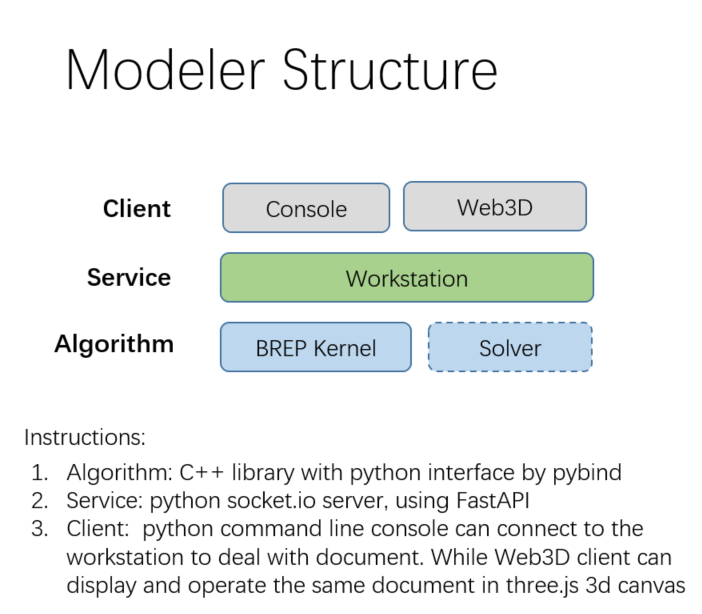 Modeler Structure
Client
Console
Web3D
Service
Workstation
Algorithm
BREP Kernel
Solver
Instructions:
1. Algorithm: C++ library with python interface by pybind
2. Service: python socket.io server, using FastAPI
3. Client:  python command line console can connect to the
workstation to deal with document. While Web3D client can
display and operate the same document in three.js 3d canvas